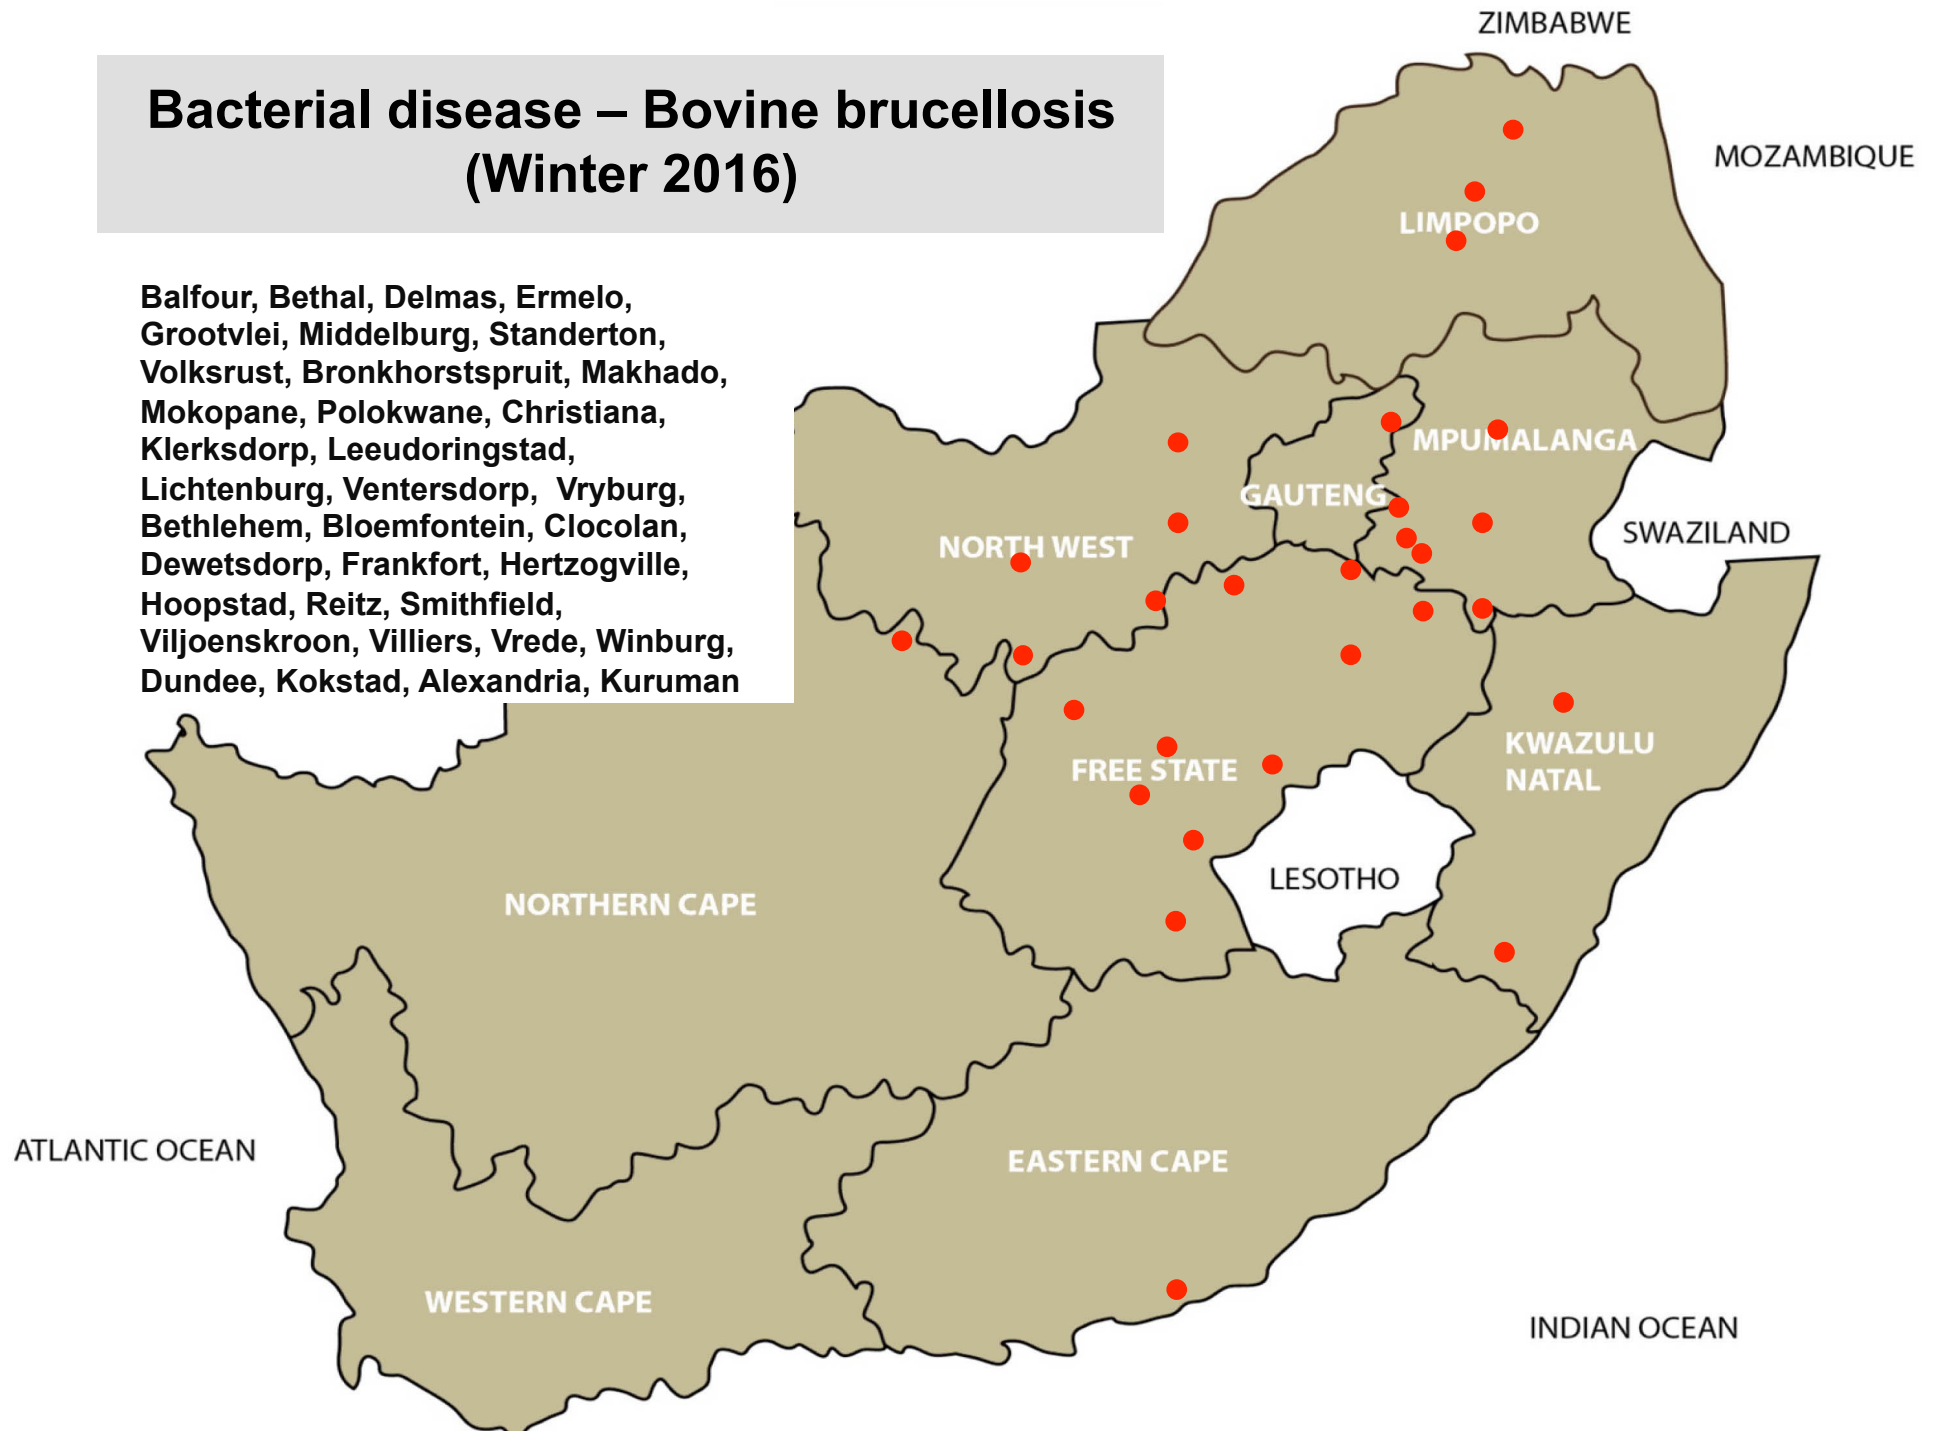 Bacterial disease – Bovine brucellosis
(Winter 2016)
Balfour, Bethal, Delmas, Ermelo,
Grootvlei, Middelburg, Standerton,
Volksrust, Bronkhorstspruit, Makhado,
Mokopane, Polokwane, Christiana,
Klerksdorp, Leeudoringstad,
Lichtenburg, Ventersdorp, Vryburg,
Bethlehem, Bloemfontein, Clocolan,
Dewetsdorp, Frankfort, Hertzogville,
Hoopstad, Reitz, Smithfield,
Viljoenskroon, Villiers, Vrede, Winburg,
Dundee, Kokstad, Alexandria, Kuruman
ZIMBABWE
MOZAMBIQUE
LIMPOPO
MPUMALANGA
GAUTENG
SWAZILAND
NORTH WEST
KWAZULU
NATAL
FREE STATE
LESOTHO
NORTHERN CAPE
ATLANTIC OCEAN
EASTERN CAPE
WESTERN CAPE
INDIAN OCEAN